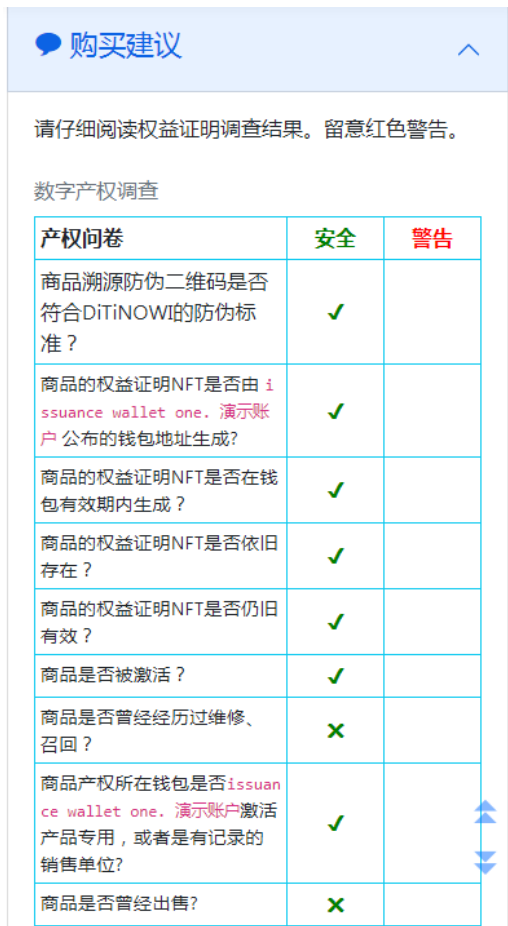 购买建议
请仔细阅读权益证明调查结果。留意红色警告。
数字产权调查
产权问卷 安全 警告
商品溯源防伪二维码是否
符合DiTiNOWI的防伪标 ✓
准？
商品的权益证明NFT是否由 i
ssuance wallet one. 演示账 ✓
户 公布的钱包地址生成?
商品的权益证明NFT是否在钱 ✓
包有效期内生成？
商品的权益证明NFT是否依旧 ✓
存在？
商品的权益证明NFT是否仍旧 ✓
有效？
商品是否被激活？ ✓
商品是否曾经经历过维修、 ×
召回？
商品产权所在钱包是否issuan
ce wallet one. 演示账户激活 ✓
产品专用，或者是有记录的
销售单位?
商品是否曾经出售? ×